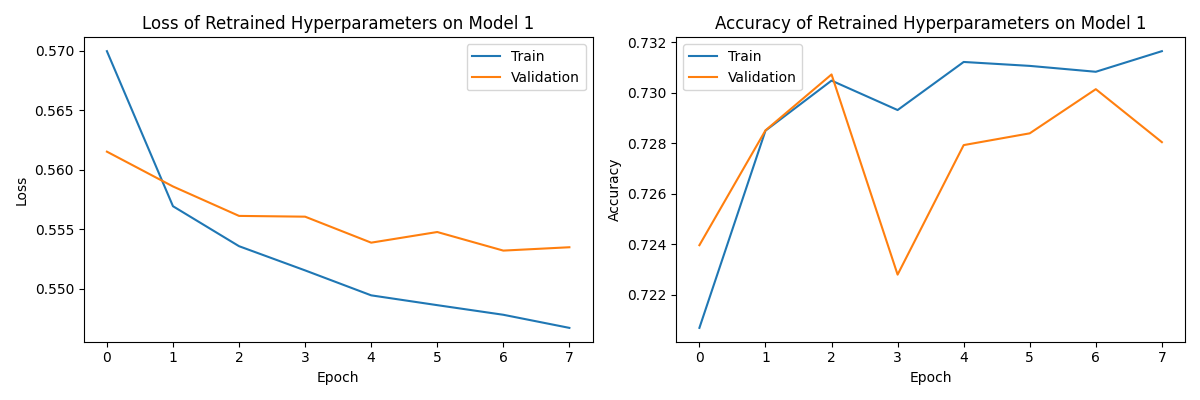 Loss of Retrained Hyperparameters on Model 1
0.570
0.565
0.560
0.555
0.550
Loss
Train
Validation
0 1 2 3 4 5 6 7
Epoch
Accuracy of Retrained Hyperparameters on Model 1
0.732
0.730
0.728
0.726
0.724
0.722
Accuracy
Train
Validation
0 1 2 3 4 5 6 7
Epoch